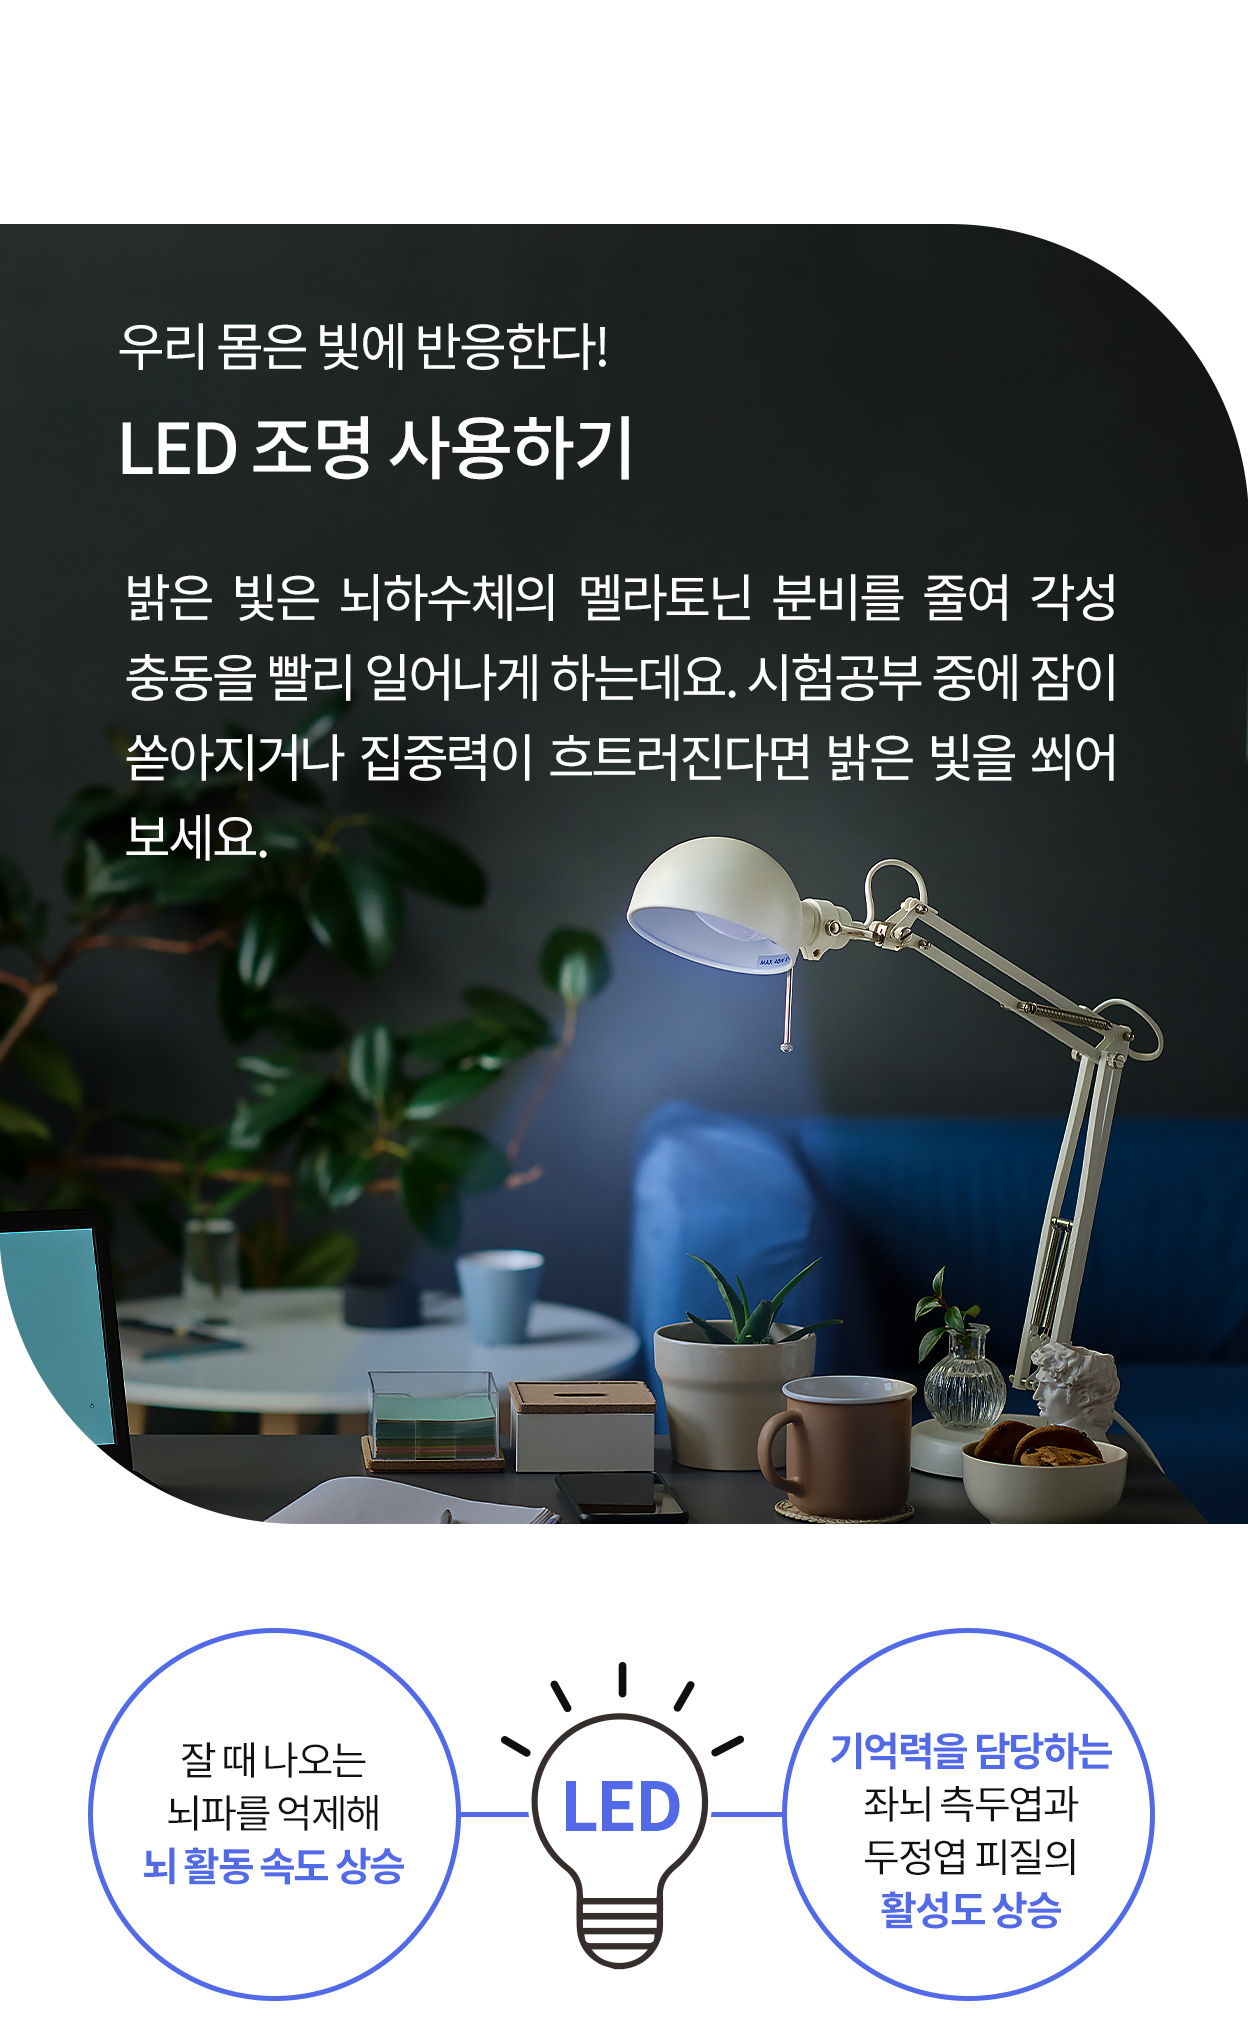 우리 몸은 빛에 반응한다!
LED 조명 사용하기
밝은 빛은 뇌하수체의 멜라토닌 분비를 줄여 각성
충동을 빨리 일어나게 하는데요. 시험공부 중에 잠이
쏟아지거나 집중력이 흐트러진다면 밝은 빛을 쐬어
보세요.
MAX 40W
잘 때 나오는
뇌파를 억제해
뇌 활동 속도 상승
LED
기억력을 담당하는
좌뇌 측두엽과
두정엽 피질의
활성도 상승